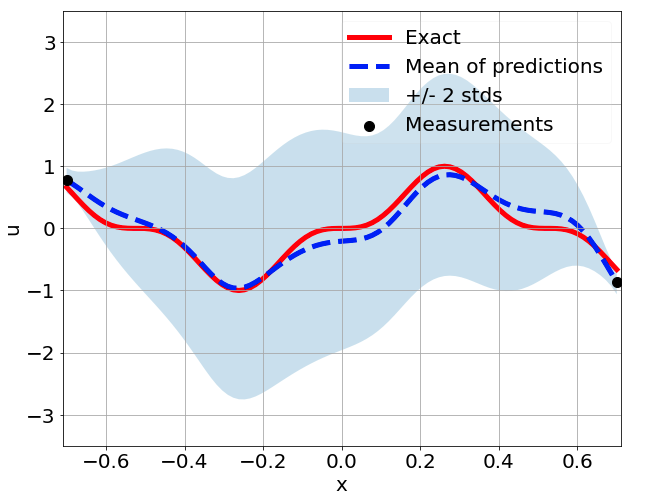 Exact
Mean of predictions
+/- 2 stds
Measurements
3
2
1
0
−1
−2
−3
u
−0.6 −0.4 −0.2 0.0 0.2 0.4 0.6
x